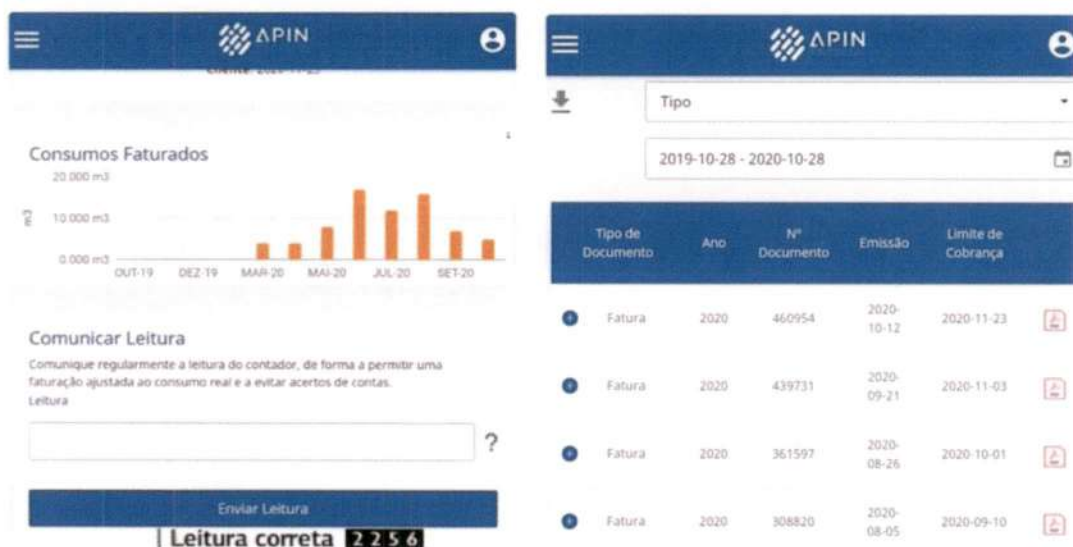 APIN
Consumos Faturados
20 000 m3
10 000 m3
0.000 m3
m3
OUT-19 DEZ-19 MAR-20 MAI-20 JUL-20 SET-20
Comunicar Leitura
Comunique regularmente a leitura do contador, de forma a permitir uma
faturação ajustada ao consumo real e a evitar acertos de contas.
Leitura
?
Enviar Leitura
Leitura correta 2256
APIN
Tipo
2019-10-28 - 2020-10-28
Tipo de Documento Ano Nº Documento Emissão Limite de Cobrança
Fatura 2020 460954 2020-10-12 2020-11-23
Fatura 2020 439731 2020-09-21 2020-11-03
Fatura 2020 361597 2020-08-26 2020-10-01
Fatura 2020 308820 2020-08-05 2020-09-10